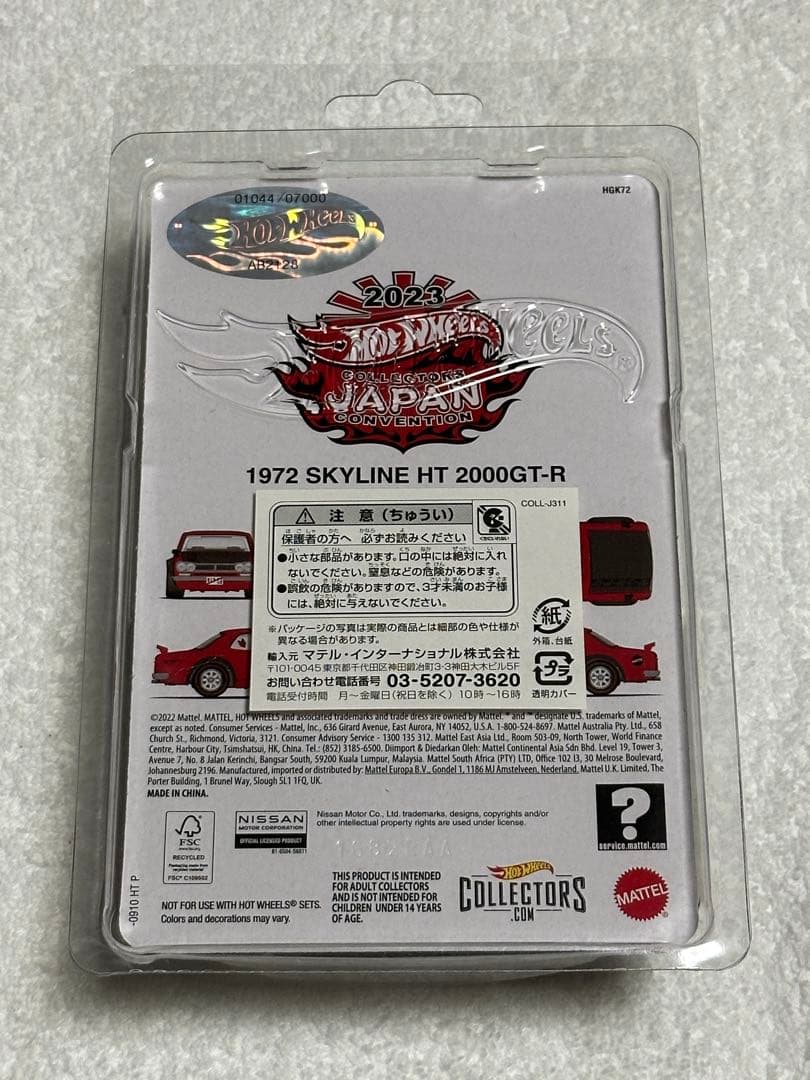 01044/07000
HOT WHEELS
AB2128
HGK72
2023
HOT WHEELS
COLLECTORS
JAPAN
CONVENTION
1972 SKYLINE HT 2000GT-R
COLL-J311
注 意 (ちゅうい)
保護者の方へ 必ずお読みください
●小さな部品があります。口の中には絶対に入れ
ないでください。窒息などの危険があります。
●誤飲の危険がありますので、3才未満のお子様
には、絶対に与えないでください。
※パッケージの写真は実際の商品とは細部の色や仕様が
異なる場合があります。
輸入元 マテル・インターナショナル株式会社
〒101-0045 東京都千代田区神田鍛冶町3-3神田大木ビル5F
お問い合わせ電話番号 03-5207-3620
電話受付時間 月〜金曜日(祝日を除く)10時〜16時
紙
外箱、台紙
プラ
透明カバー
©2022 Mattel. MATTEL, HOT WHEELS and associated trademarks and trade dress are owned by Mattel. ® and ™ designate U.S. trademarks of Mattel,
except as noted. Consumer Services - Mattel, Inc., 636 Girard Avenue, East Aurora, NY 14052, U.S.A. 1-800-524-8697. Mattel Australia Pty. Ltd., 658
Church St., Richmond, Victoria, 3121. Consumer Advisory Service - 1300 135 312. Mattel East Asia Ltd., Room 503-09, North Tower, World Finance
Centre, Harbour City, Tsimshatsui, HK, China. Tel.: (852) 3185-6500. Diimport & Diedarkan Oleh: Mattel Continental Asia Sdn Bhd. Level 19, Tower 3,
Avenue 7, No. 8 Jalan Kerinchi, Bangsar South, 59200 Kuala Lumpur, Malaysia. Mattel South Africa (PTY) LTD, Office 102 I3, 30 Melrose Boulevard,
Johannesburg 2196. Manufactured, imported or distributed by: Mattel Europa B.V., Gondel 1, 1186 MJ Amstelveen, Nederland. Mattel U.K. Limited, The
Porter Building, 1 Brunel Way, Slough SL1 1FQ, UK.
MADE IN CHINA.
FSC
www.fsc.org
RECYCLED
Packaging made from
recycled material
FSC® C109502
NISSAN
MOTOR CORPORATION
OFFICIAL LICENSED PRODUCT
Nissan Motor Co., Ltd. trademarks, designs, copyrights and/or
other intellectual property rights are used under license.
?
service.mattel.com
-0910 HT P
NOT FOR USE WITH HOT WHEELS® SETS.
Colors and decorations may vary.
THIS PRODUCT IS INTENDED
FOR ADULT COLLECTORS
AND IS NOT INTENDED FOR
CHILDREN UNDER 14 YEARS
OF AGE.
HOT WHEELS
COLLECTORS
.COM
MATTEL